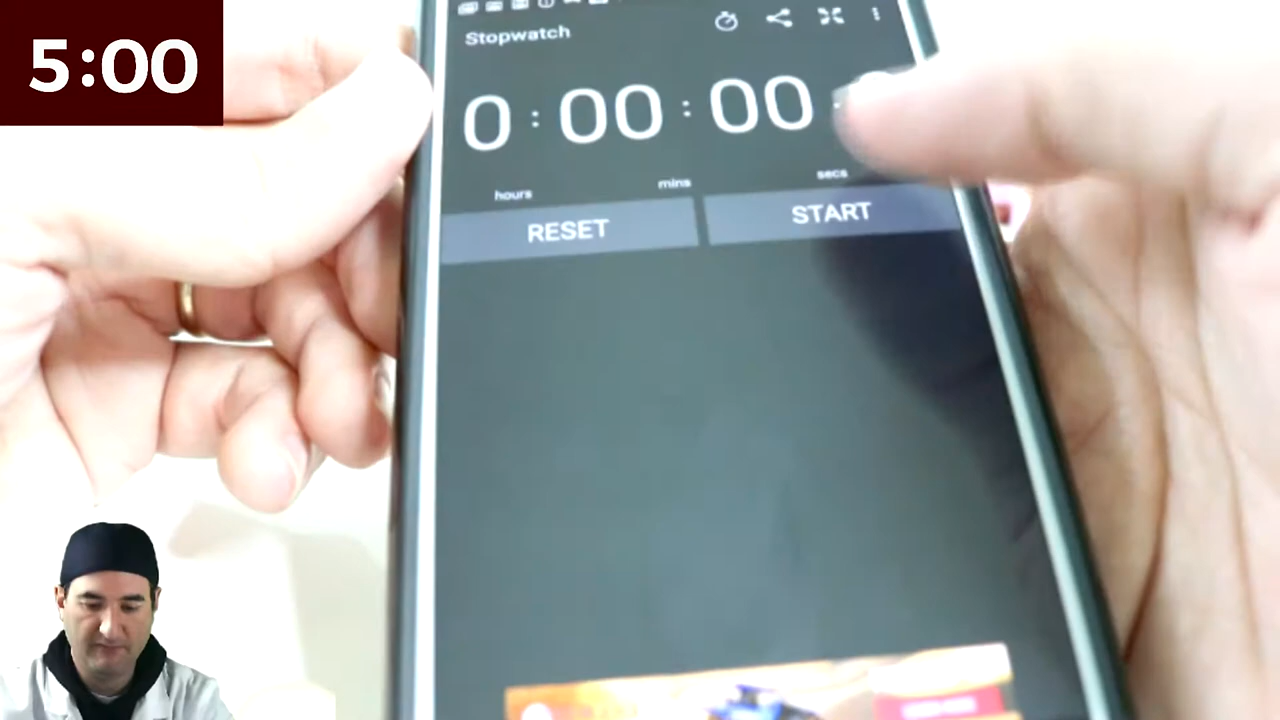 5:00
Stopwatch
0 : 00 : 00
hours mins secs
RESET START